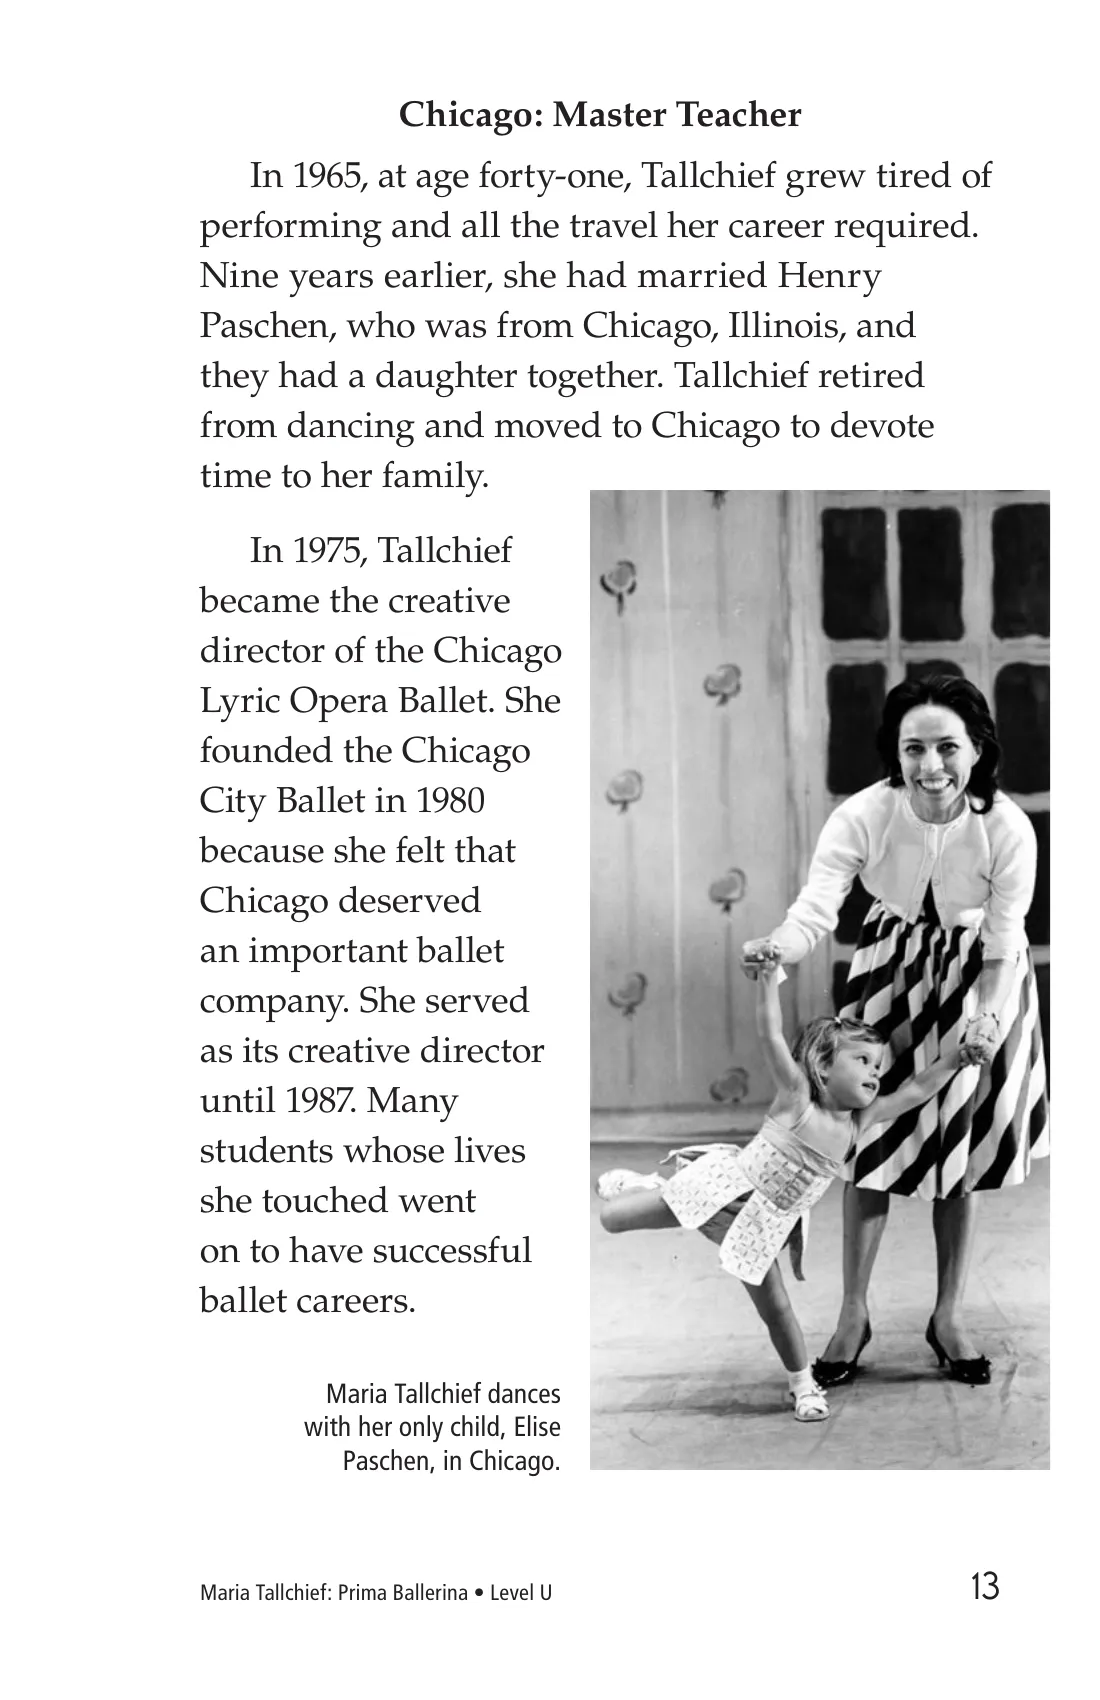 Chicago: Master Teacher
In 1965, at age forty-one, Tallchief grew tired of
performing and all the travel her career required.
Nine years earlier, she had married Henry
Paschen, who was from Chicago, Illinois, and
they had a daughter together. Tallchief retired
from dancing and moved to Chicago to devote
time to her family.
In 1975, Tallchief
became the creative
director of the Chicago
Lyric Opera Ballet. She
founded the Chicago
City Ballet in 1980
because she felt that
Chicago deserved
an important ballet
company. She served
as its creative director
until 1987. Many
students whose lives
she touched went
on to have successful
ballet careers.
Maria Tallchief dances
with her only child, Elise
Paschen, in Chicago.
Maria Tallchief: Prima Ballerina • Level U
13